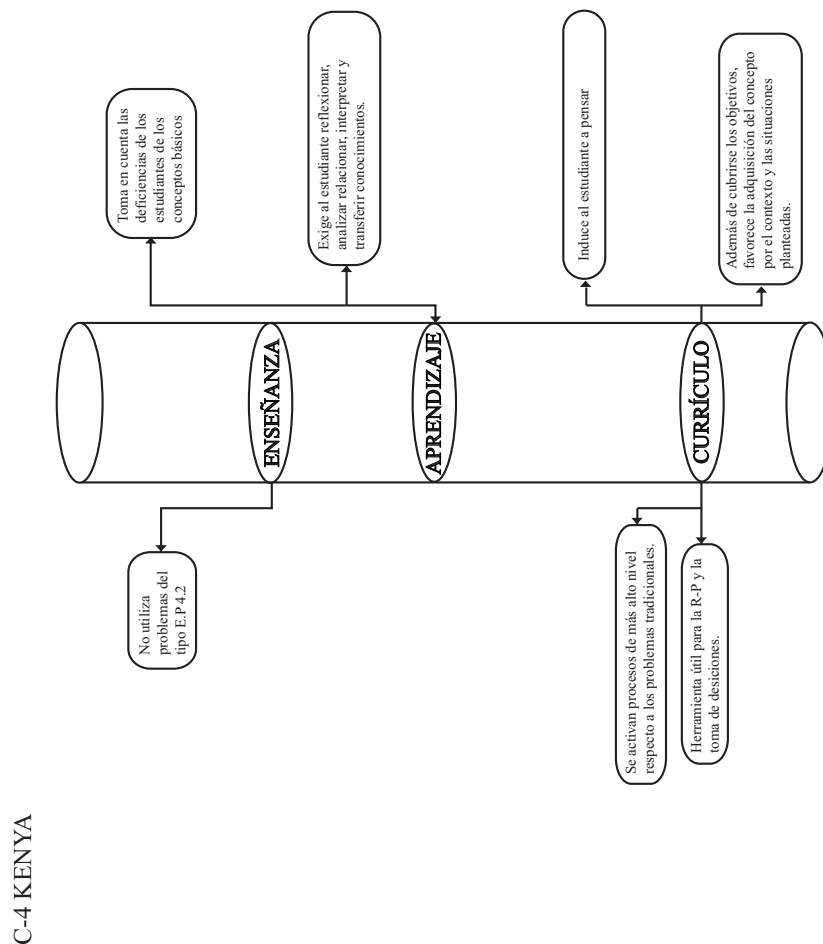 C-4 KENYA
No utiliza
problemas del
tipo E.P 4.2
Toma en cuenta las
deficiencias de los
estudiantes de los
conceptos básicos
ENSEÑANZA
Exige al estudiante reflexionar,
analizar relacionar, interpretar y
transferir conocimientos.
APRENDIZAJE
Induce al estudiante a pensar
Se activan procesos de más alto nivel
respecto a los problemas tradicionales.
CURRÍCULO
Herramienta útil para la R-P y la
toma de desiciones.
Además de cubrirse los objetivos,
favorece la adquisición del concepto
por el contexto y las situaciones
planteadas.